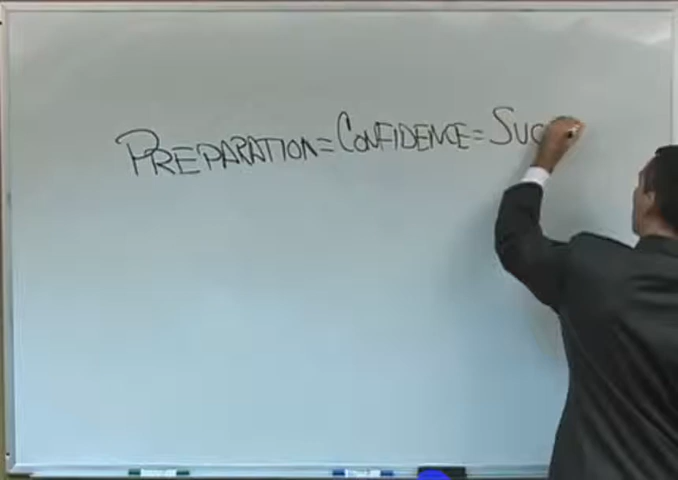 PREPARATION = CONFIDENCE = SUC